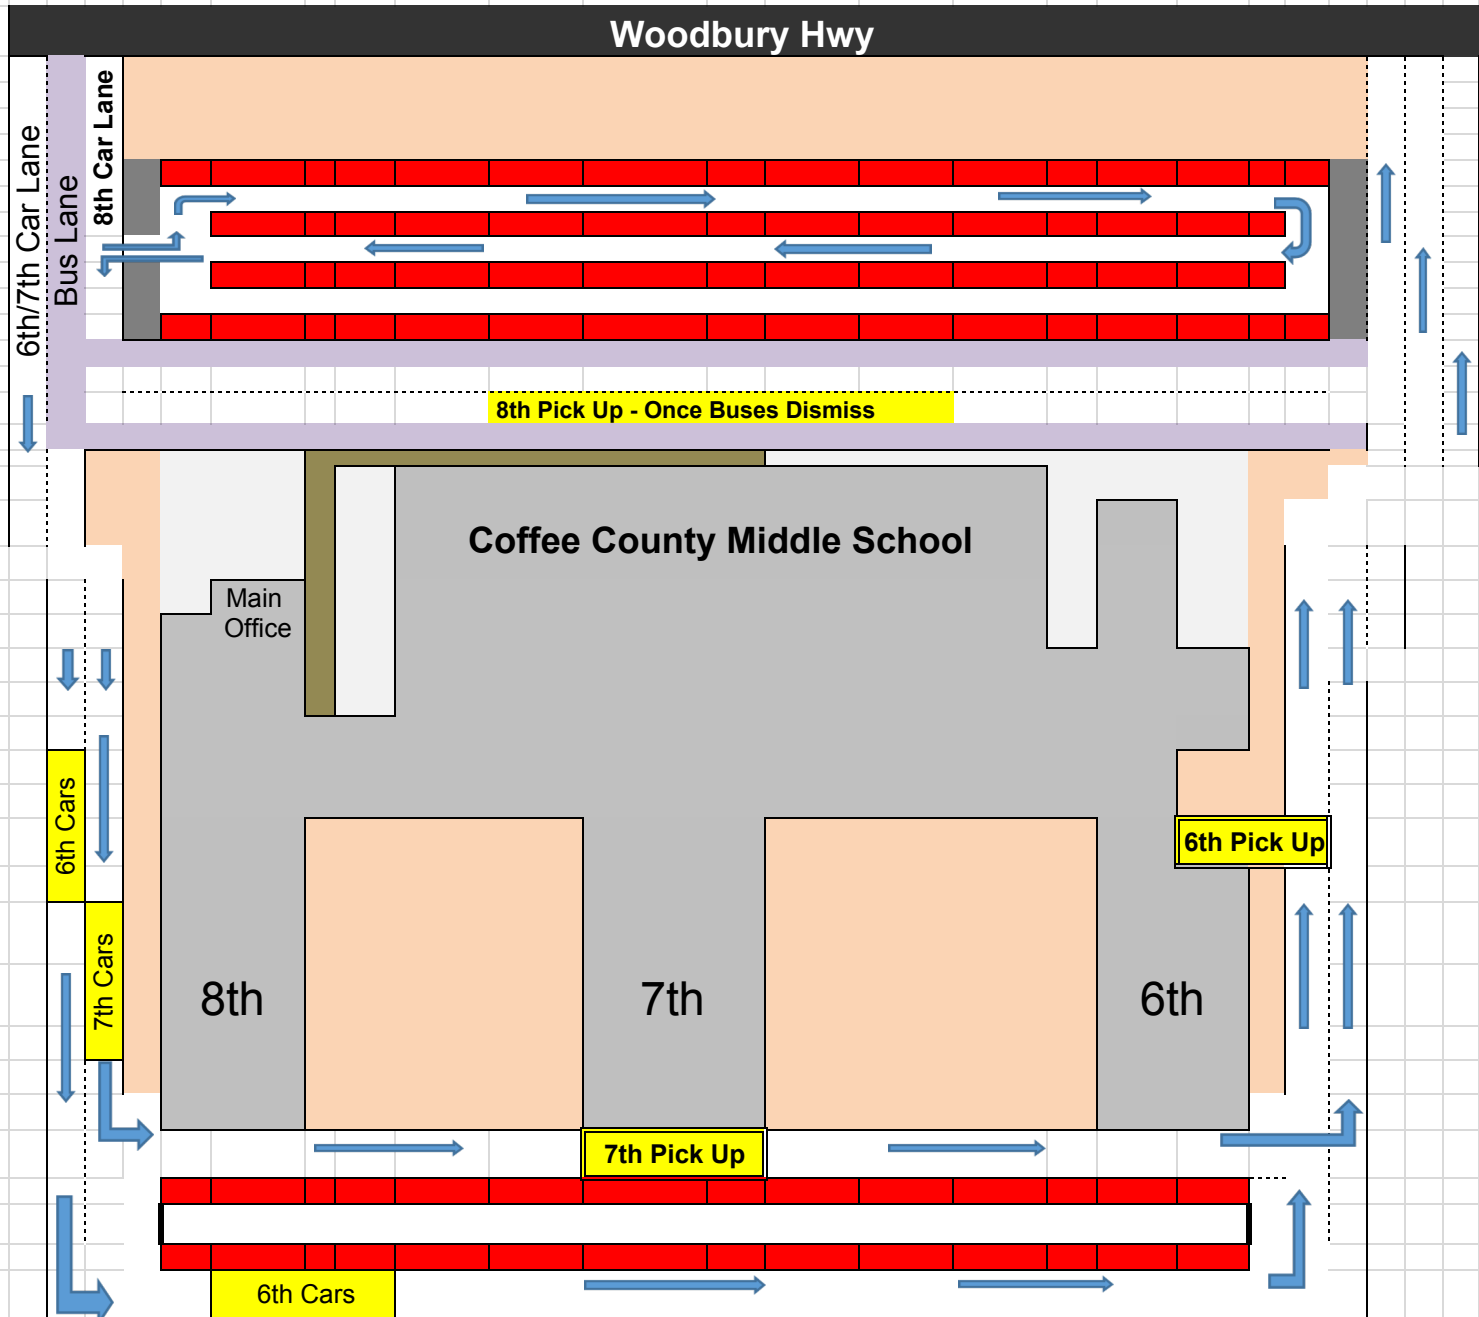 Woodbury Hwy
6th/7th Car Lane
Bus Lane
8th Car Lane
8th Pick Up - Once Buses Dismiss
Coffee County Middle School
Main
Office
6th Cars
6th Pick Up
7th Cars
8th
7th
6th
7th Pick Up
6th Cars